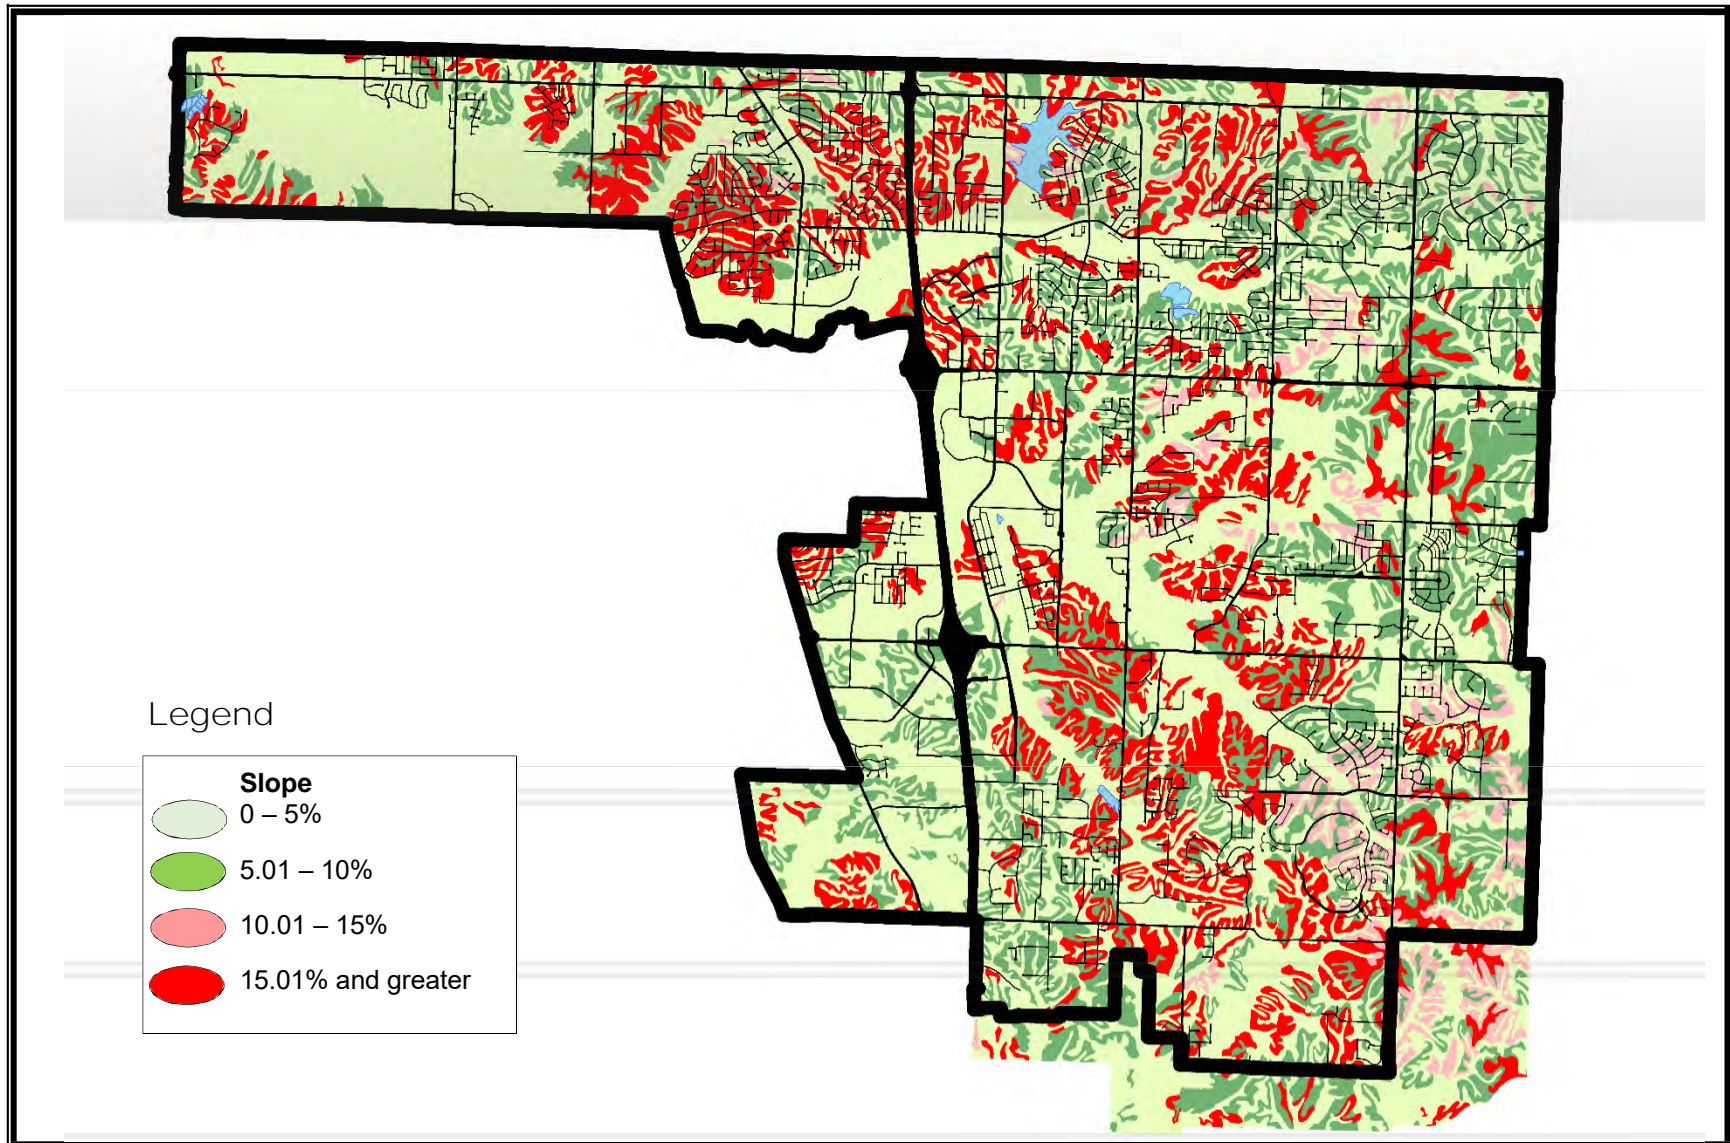 Legend
Slope
0 – 5%
5.01 – 10%
10.01 – 15%
15.01% and greater